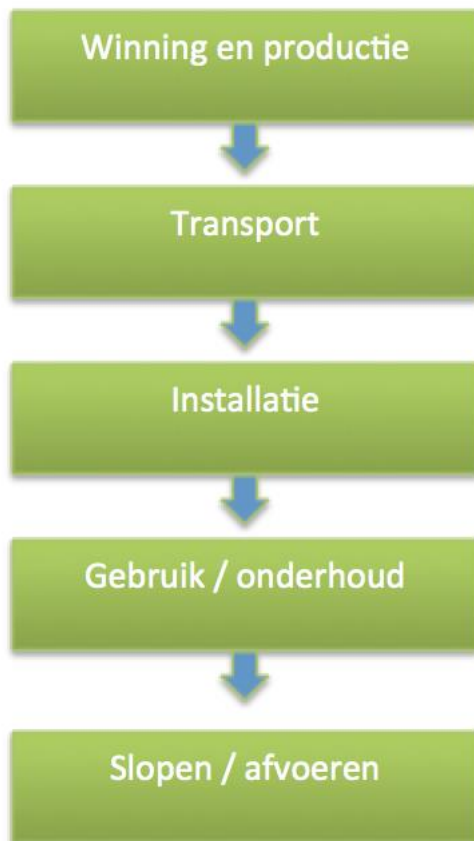 Winning en productie
Transport
Installatie
Gebruik / onderhoud
Slopen / afvoeren